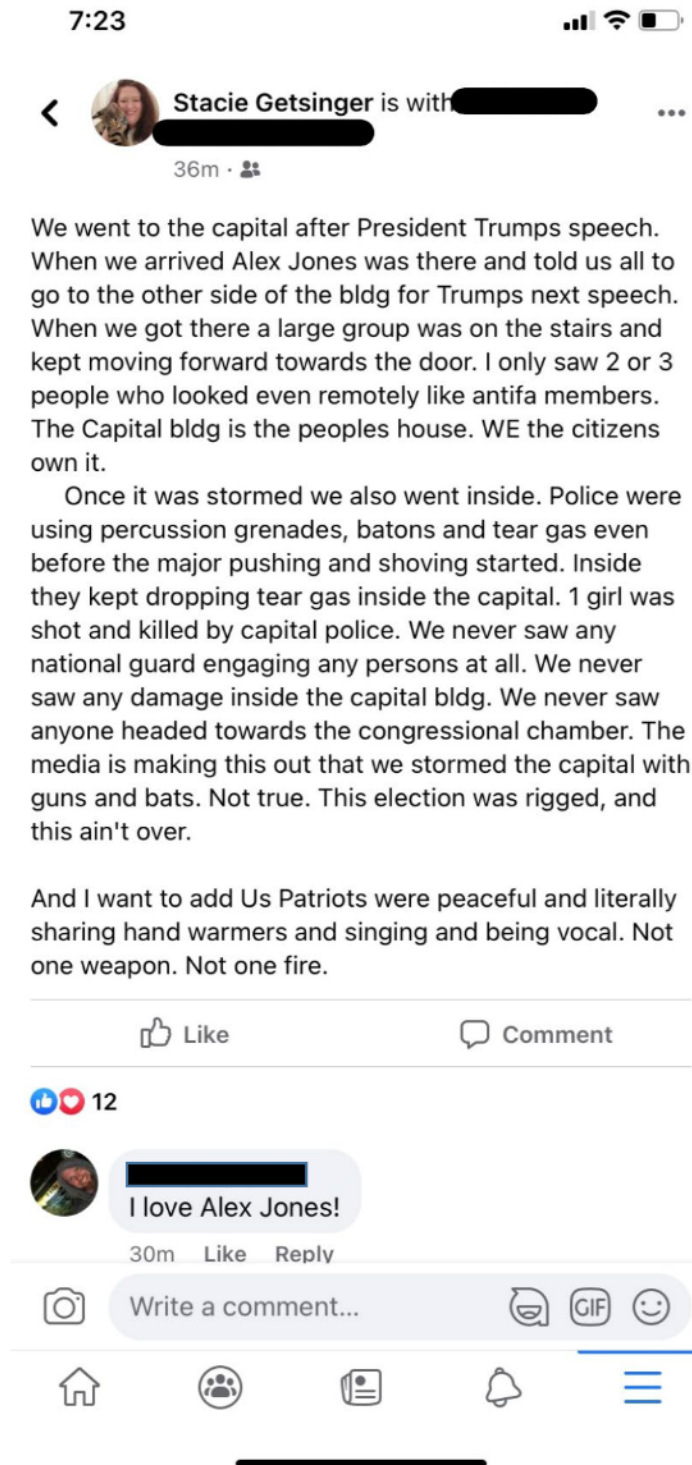 7:23
Stacie Getsinger is with
36m ·
We went to the capital after President Trumps speech.
When we arrived Alex Jones was there and told us all to
go to the other side of the bldg for Trumps next speech.
When we got there a large group was on the stairs and
kept moving forward towards the door. I only saw 2 or 3
people who looked even remotely like antifa members.
The Capital bldg is the peoples house. WE the citizens
own it.
Once it was stormed we also went inside. Police were
using percussion grenades, batons and tear gas even
before the major pushing and shoving started. Inside
they kept dropping tear gas inside the capital. 1 girl was
shot and killed by capital police. We never saw any
national guard engaging any persons at all. We never
saw any damage inside the capital bldg. We never saw
anyone headed towards the congressional chamber. The
media is making this out that we stormed the capital with
guns and bats. Not true. This election was rigged, and
this ain't over.
And I want to add Us Patriots were peaceful and literally
sharing hand warmers and singing and being vocal. Not
one weapon. Not one fire.
Like Comment
12
I love Alex Jones!
30m Like Reply
Write a comment... GIF